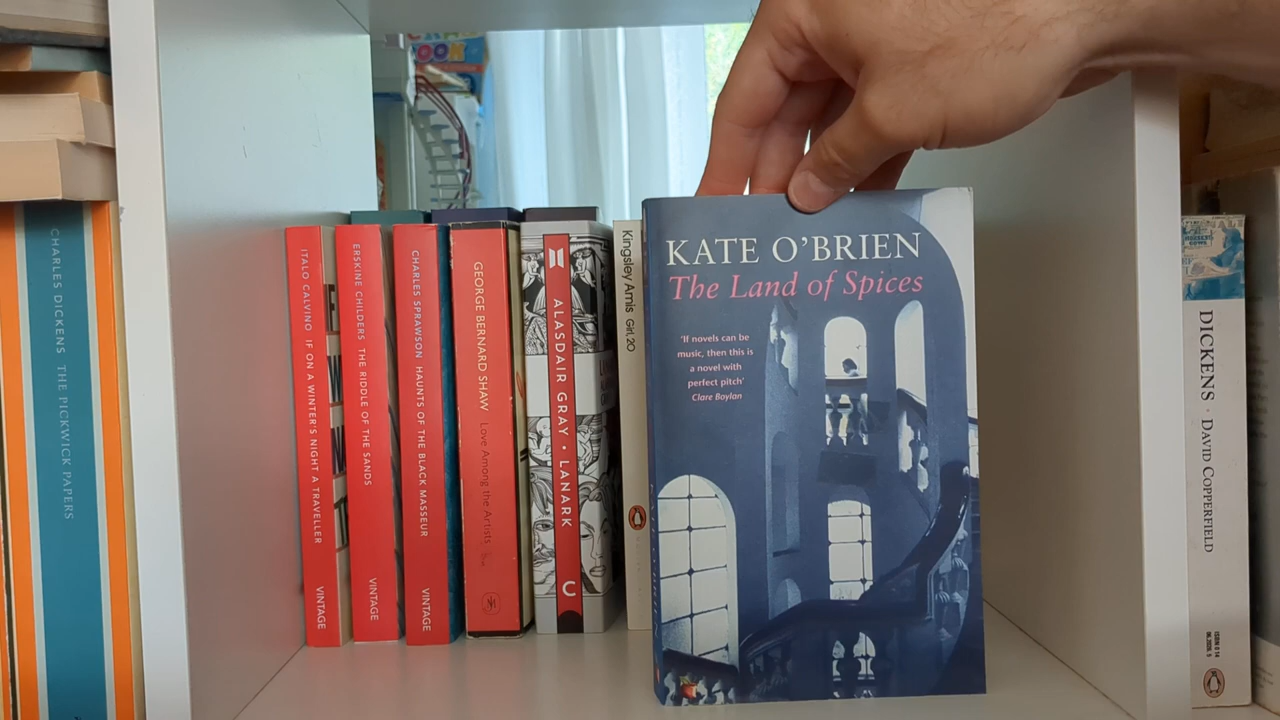 CHARLES DICKENS THE PICKWICK PAPERS
ITALO CALVINO IF ON A WINTER'S NIGHT A TRAVELLER
VINTAGE
ERSKINE CHILDERS THE RIDDLE OF THE SANDS
VINTAGE
CHARLES SPRAWSON HAUNTS OF THE BLACK MASSEUR
VINTAGE
GEORGE BERNARD SHAW Love Among the Artists
ALASDAIR GRAY • LANARK
Kingsley Amis Girl, 20
KATE O'BRIEN
The Land of Spices
'If novels can be
music, then this is
a novel with
perfect pitch'
Clare Boylan
DICKENS · DAVID COPPERFIELD